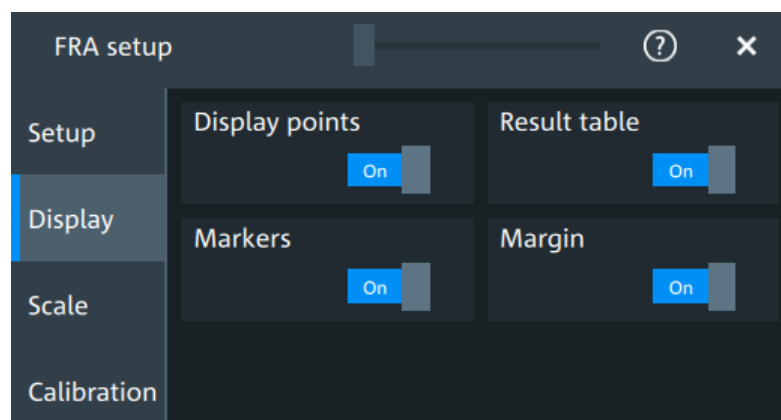 FRA setup
?
Setup
Display points
On
Result table
On
Display
Markers
On
Margin
On
Scale
Calibration